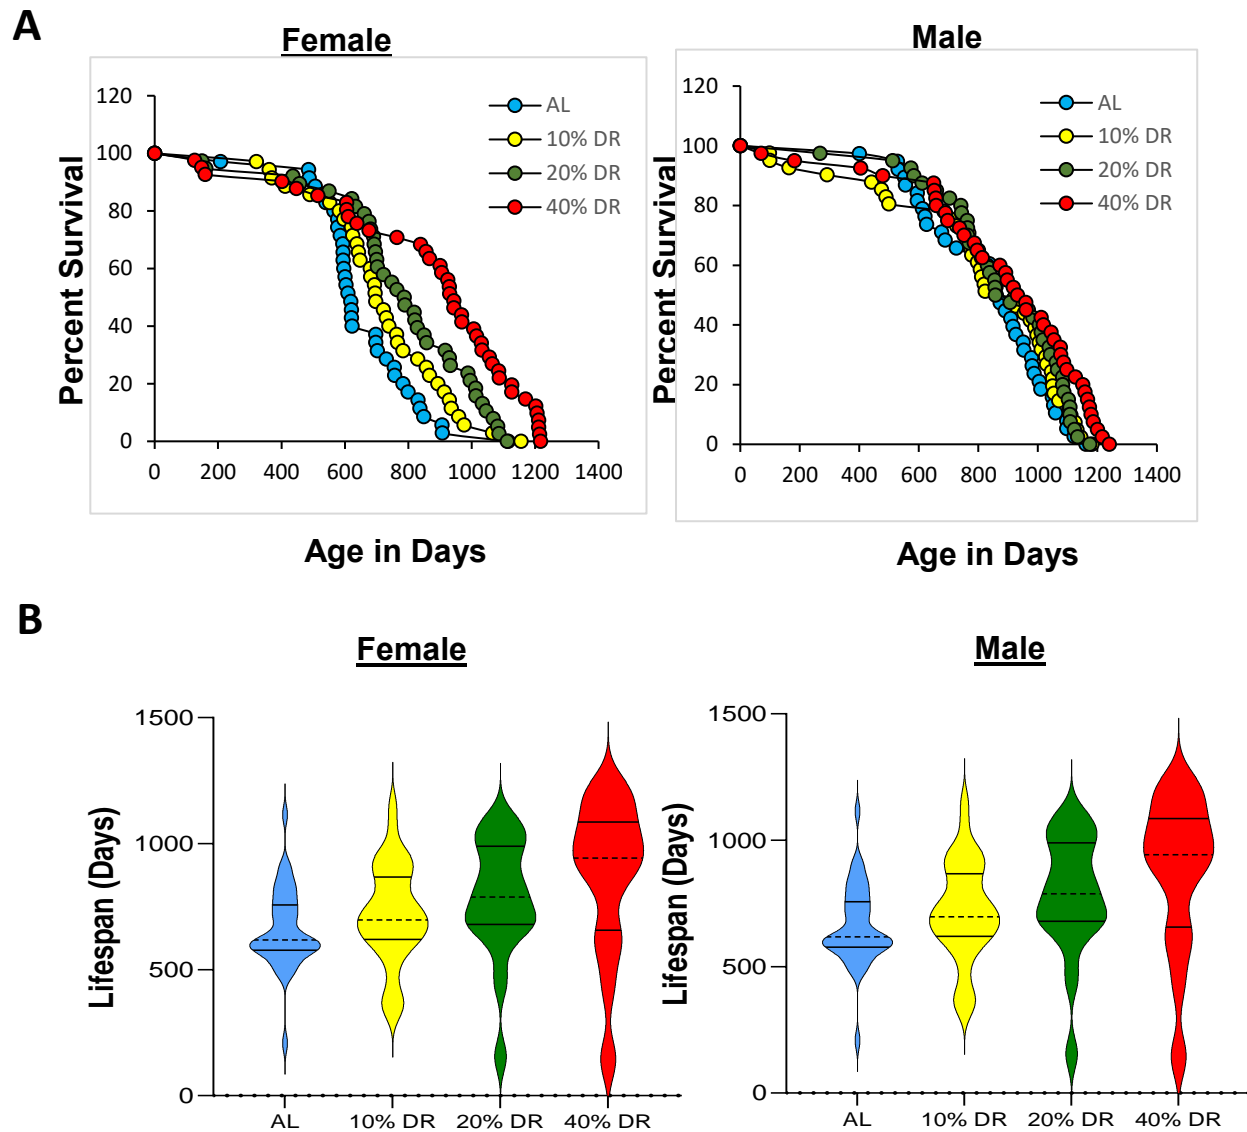 A
Female
Male
120
100
80
60
40
20
0
Percent Survival
AL
10% DR
20% DR
40% DR
0 200 400 600 800 1000 1200 1400
Age in Days
120
100
80
60
40
20
0
Percent Survival
AL
10% DR
20% DR
40% DR
0 200 400 600 800 1000 1200 1400
Age in Days
B
Female
Male
1500
1000
500
0
Lifespan (Days)
AL 10% DR 20% DR 40% DR
1500
1000
500
0
Lifespan (Days)
AL 10% DR 20% DR 40% DR